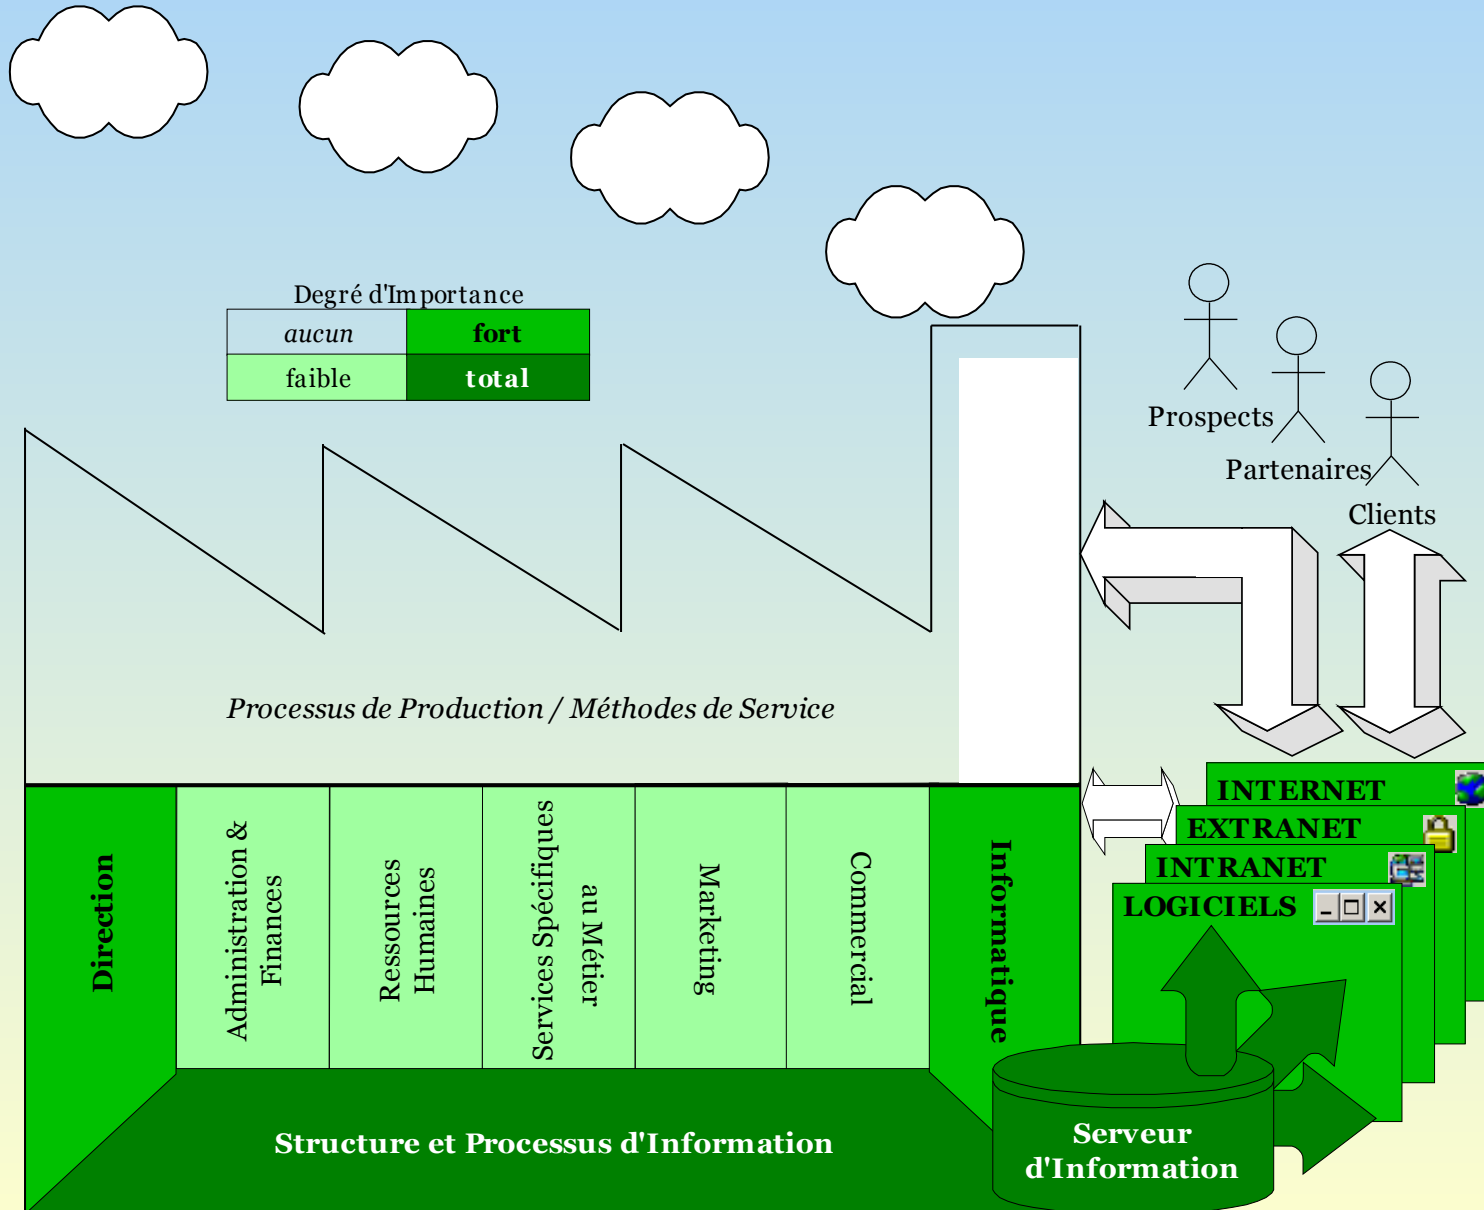 Degré d'Importance
aucun
fort
faible
total
Prospects
Partenaires
Clients
Processus de Production / Méthodes de Service
INTERNET
EXTRANET
INTRANET
LOGICIELS
Direction
Administration &
Finances
Ressources
Humaines
Services Spécifiques
au Métier
Marketing
Commercial
Informatique
Structure et Processus d'Information
Serveur
d'Information